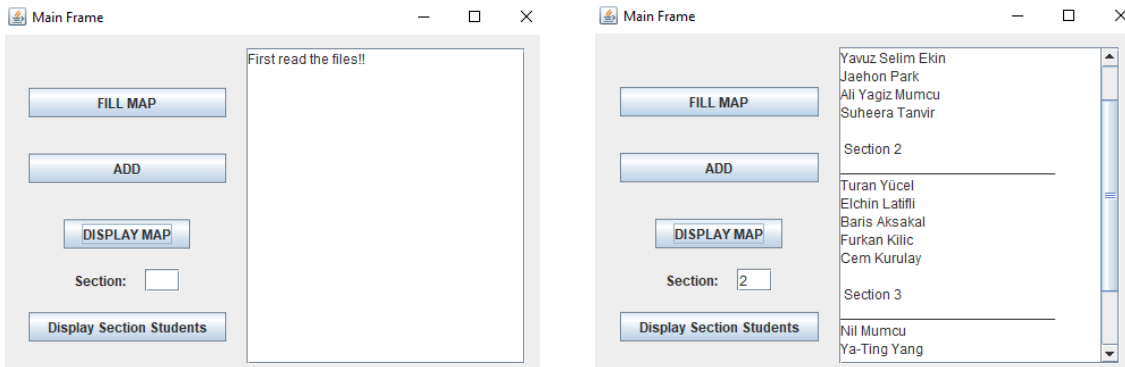 Main Frame
First read the files!!
FILL MAP
ADD
DISPLAY MAP
Section:
Display Section Students
Main Frame
FILL MAP
ADD
DISPLAY MAP
Section: 2
Display Section Students
Yavuz Selim Ekin
Jaehon Park
Ali Yagiz Mumcu
Suheera Tanvir
Section 2
Turan Yücel
Elchin Latifli
Baris Aksakal
Furkan Kilic
Cem Kurulay
Section 3
Nil Mumcu
Ya-Ting Yang